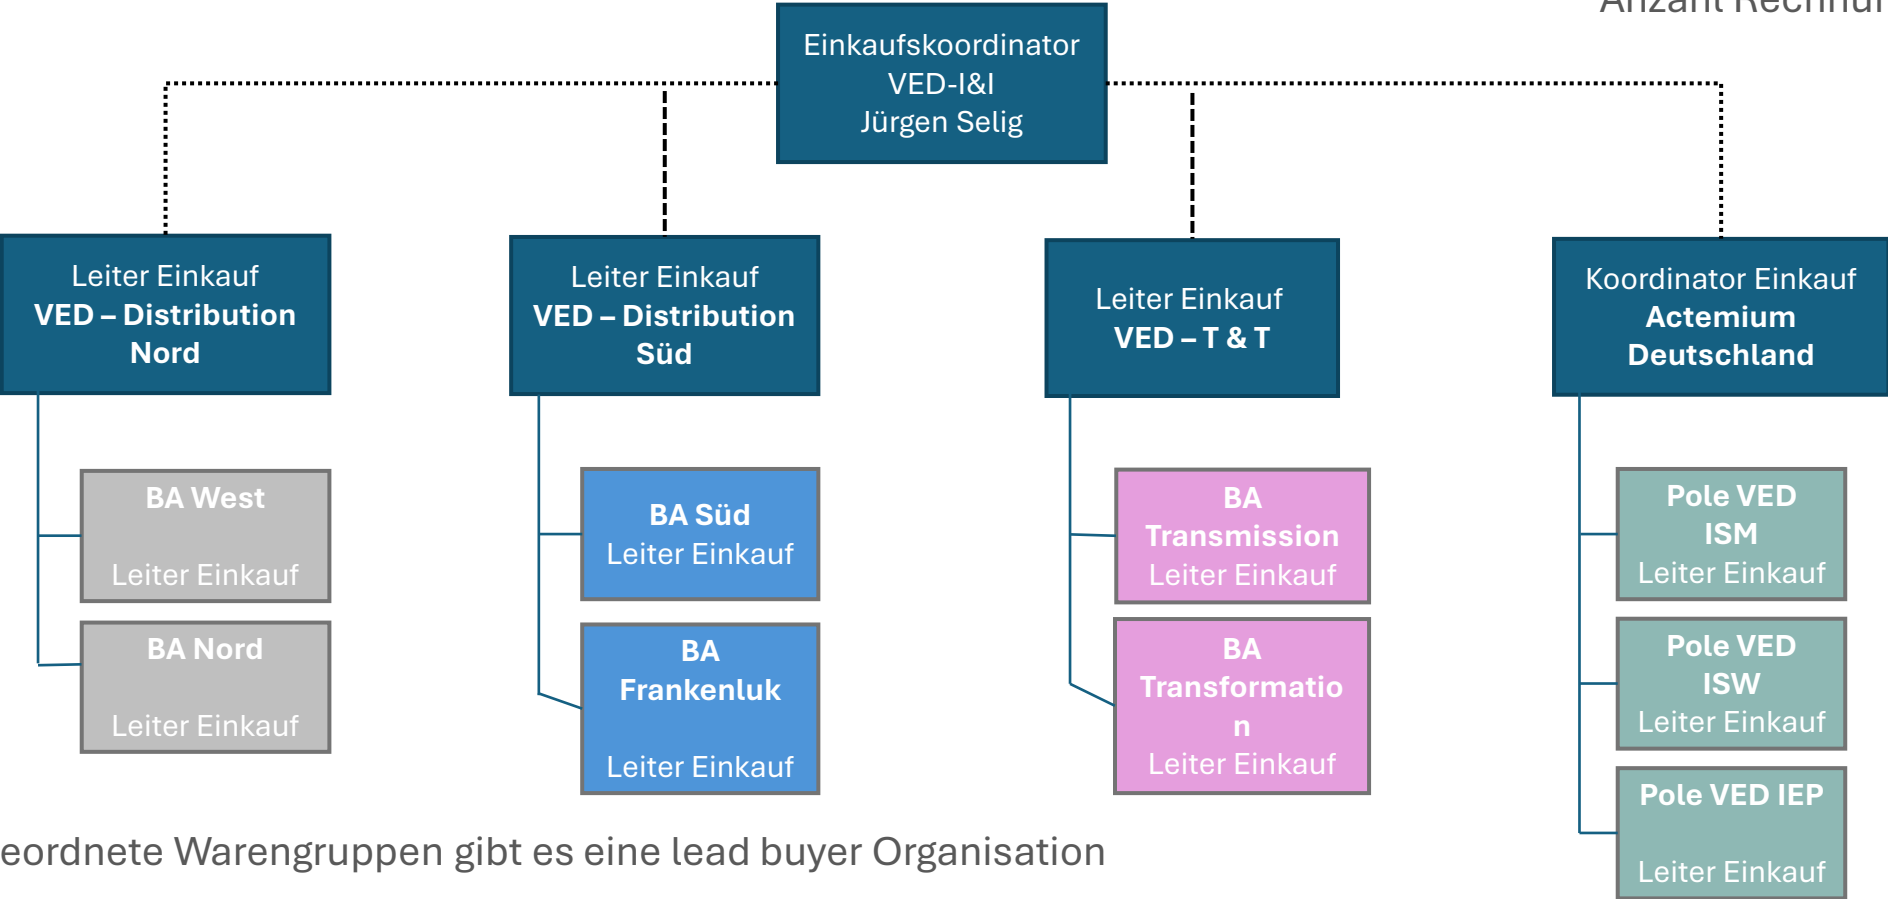 Anzahl Rechnun
Einkaufskoordinator
VED-I&I
Jürgen Selig
Leiter Einkauf
VED – Distribution
Nord
Leiter Einkauf
VED – Distribution
Süd
Leiter Einkauf
VED – T & T
Koordinator Einkauf
Actemium
Deutschland
BA West
Leiter Einkauf
BA Nord
Leiter Einkauf
BA Süd
Leiter Einkauf
BA
Frankenluk
Leiter Einkauf
BA
Transmission
Leiter Einkauf
BA
Transformatio
n
Leiter Einkauf
Pole VED
ISM
Leiter Einkauf
Pole VED
ISW
Leiter Einkauf
Pole VED IEP
Leiter Einkauf
eordnete Warengruppen gibt es eine lead buyer Organisation